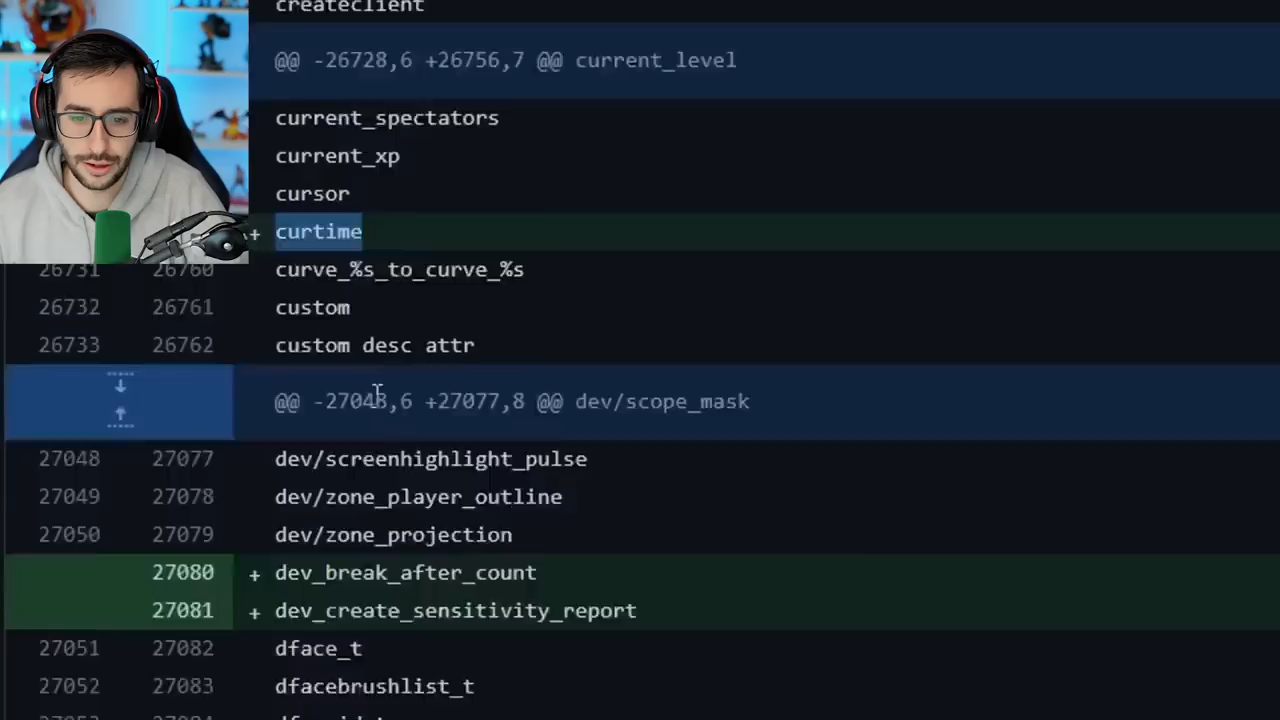 createclient
@@ -26728,6 +26756,7 @@ current_level
current_spectators
current_xp
cursor
+ curtime
26731 26760 curve_%s_to_curve_%s
26732 26761 custom
26733 26762 custom desc attr
@@ -27048,6 +27077,8 @@ dev/scope_mask
27048 27077 dev/screenhighlight_pulse
27049 27078 dev/zone_player_outline
27050 27079 dev/zone_projection
27080 + dev_break_after_count
27081 + dev_create_sensitivity_report
27051 27082 dface_t
27052 27083 dfacebrushlist_t